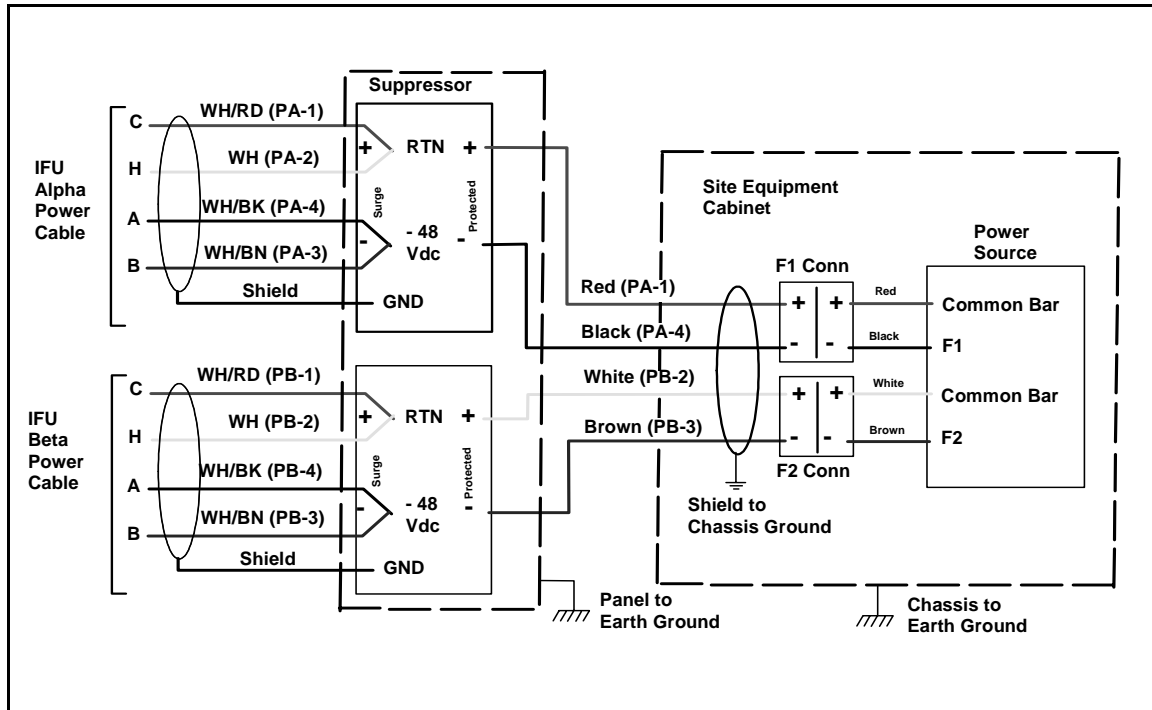 Suppressor
IFU
Alpha
Power
Cable
C
H
A
B
WH/RD (PA-1)
WH (PA-2)
WH/BK (PA-4)
WH/BN (PA-3)
Shield
+
-
Surge
RTN
- 48
Vdc
GND
+
-
Protected
IFU
Beta
Power
Cable
C
H
A
B
WH/RD (PB-1)
WH (PB-2)
WH/BK (PB-4)
WH/BN (PB-3)
Shield
+
-
Surge
RTN
- 48
Vdc
GND
+
-
Protected
Panel to
Earth Ground
Red (PA-1)
Black (PA-4)
White (PB-2)
Brown (PB-3)
Site Equipment
Cabinet
Shield to
Chassis Ground
F1 Conn
+ +
- -
+ +
- -
F2 Conn
Red
Black
White
Brown
Power
Source
Common Bar
F1
Common Bar
F2
Chassis to
Earth Ground